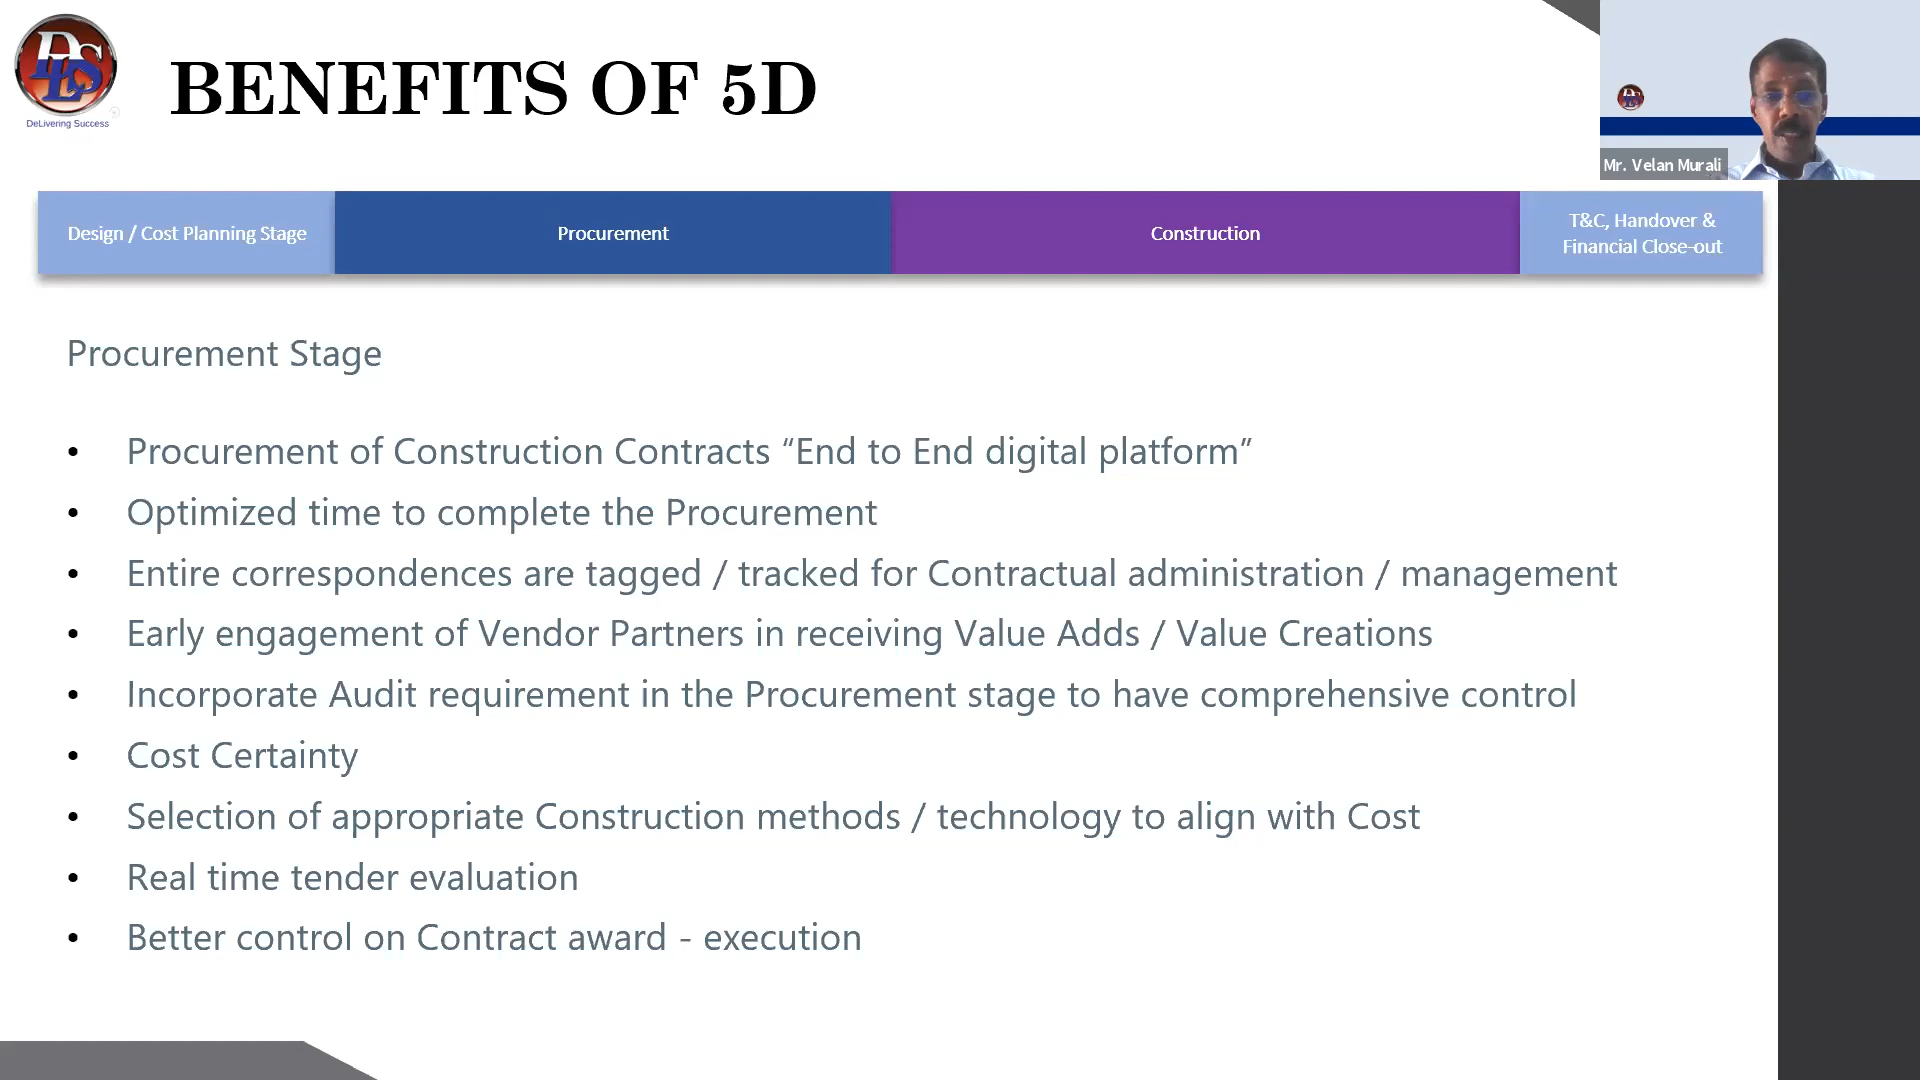 DLS
DeLivering Success
BENEFITS OF 5D
Mr. Velan Murali
Design / Cost Planning Stage
Procurement
Construction
T&C, Handover &
Financial Close-out
Procurement Stage
• Procurement of Construction Contracts “End to End digital platform”
• Optimized time to complete the Procurement
• Entire correspondences are tagged / tracked for Contractual administration / management
• Early engagement of Vendor Partners in receiving Value Adds / Value Creations
• Incorporate Audit requirement in the Procurement stage to have comprehensive control
• Cost Certainty
• Selection of appropriate Construction methods / technology to align with Cost
• Real time tender evaluation
• Better control on Contract award - execution